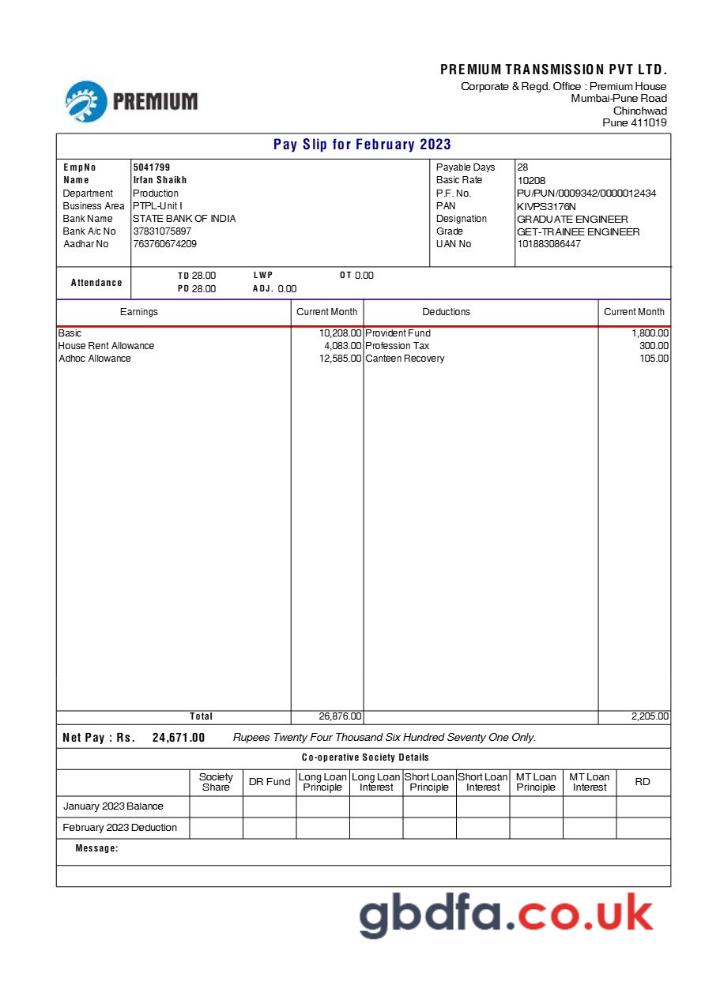 PREMIUM TRANSMISSION PVT LTD.
Corporate & Regd. Office : Premium House
Mumbai-Pune Road
Chinchwad
Pune 411019
PREMIUM
Pay Slip for February 2023
EmpNo 5041799 Payable Days 28
Name Irfan Shaikh Basic Rate 10208
Department Production P.F. No. PU/PUN/0009342/0000012434
Business Area PTPL-Unit I PAN KIVPS3176N
Bank Name STATE BANK OF INDIA Designation GRADUATE ENGINEER
Bank A/c No 37831075897 Grade GET-TRAINEE ENGINEER
Aadhar No 763760674209 UAN No 101883086447
Attendance TD 28.00 LWP OT 0.00
PD 28.00 ADJ. 0.00
Earnings Current Month Deductions Current Month
Basic 10,208.00 Provident Fund 1,800.00
House Rent Allowance 4,083.00 Profession Tax 300.00
Adhoc Allowance 12,585.00 Canteen Recovery 105.00
Total 26,876.00 2,205.00
Net Pay : Rs. 24,671.00 Rupees Twenty Four Thousand Six Hundred Seventy One Only.
Co-operative Society Details
Society Share DR Fund Long Loan Principle Long Loan Interest Short Loan Principle Short Loan Interest MT Loan Principle MT Loan Interest RD
January 2023 Balance
February 2023 Deduction
Message:
gbdfa.co.uk